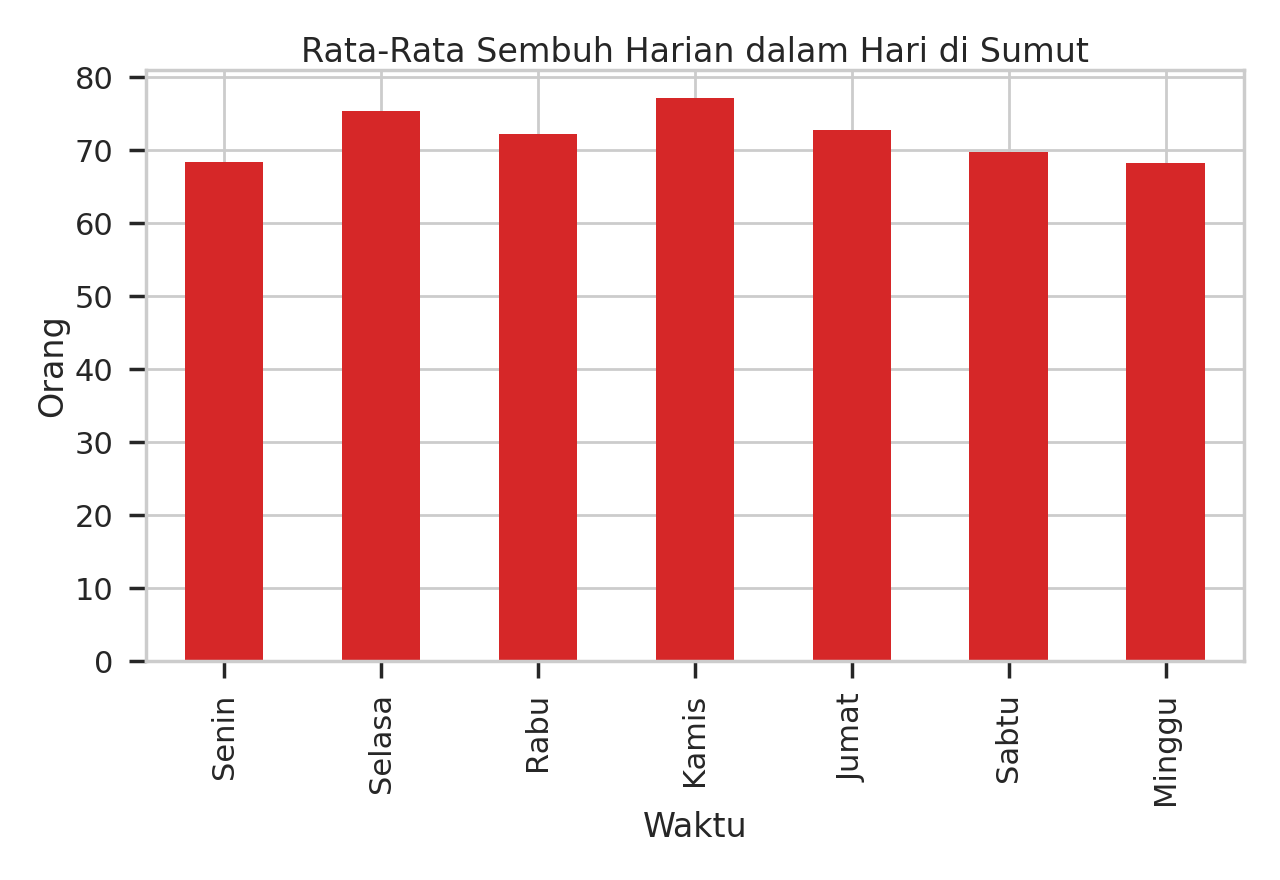 Rata-Rata Sembuh Harian dalam Hari di Sumut
80
70
60
50
40
30
20
10
0
Orang
Senin
Selasa
Rabu
Kamis
Jumat
Sabtu
Minggu
Waktu